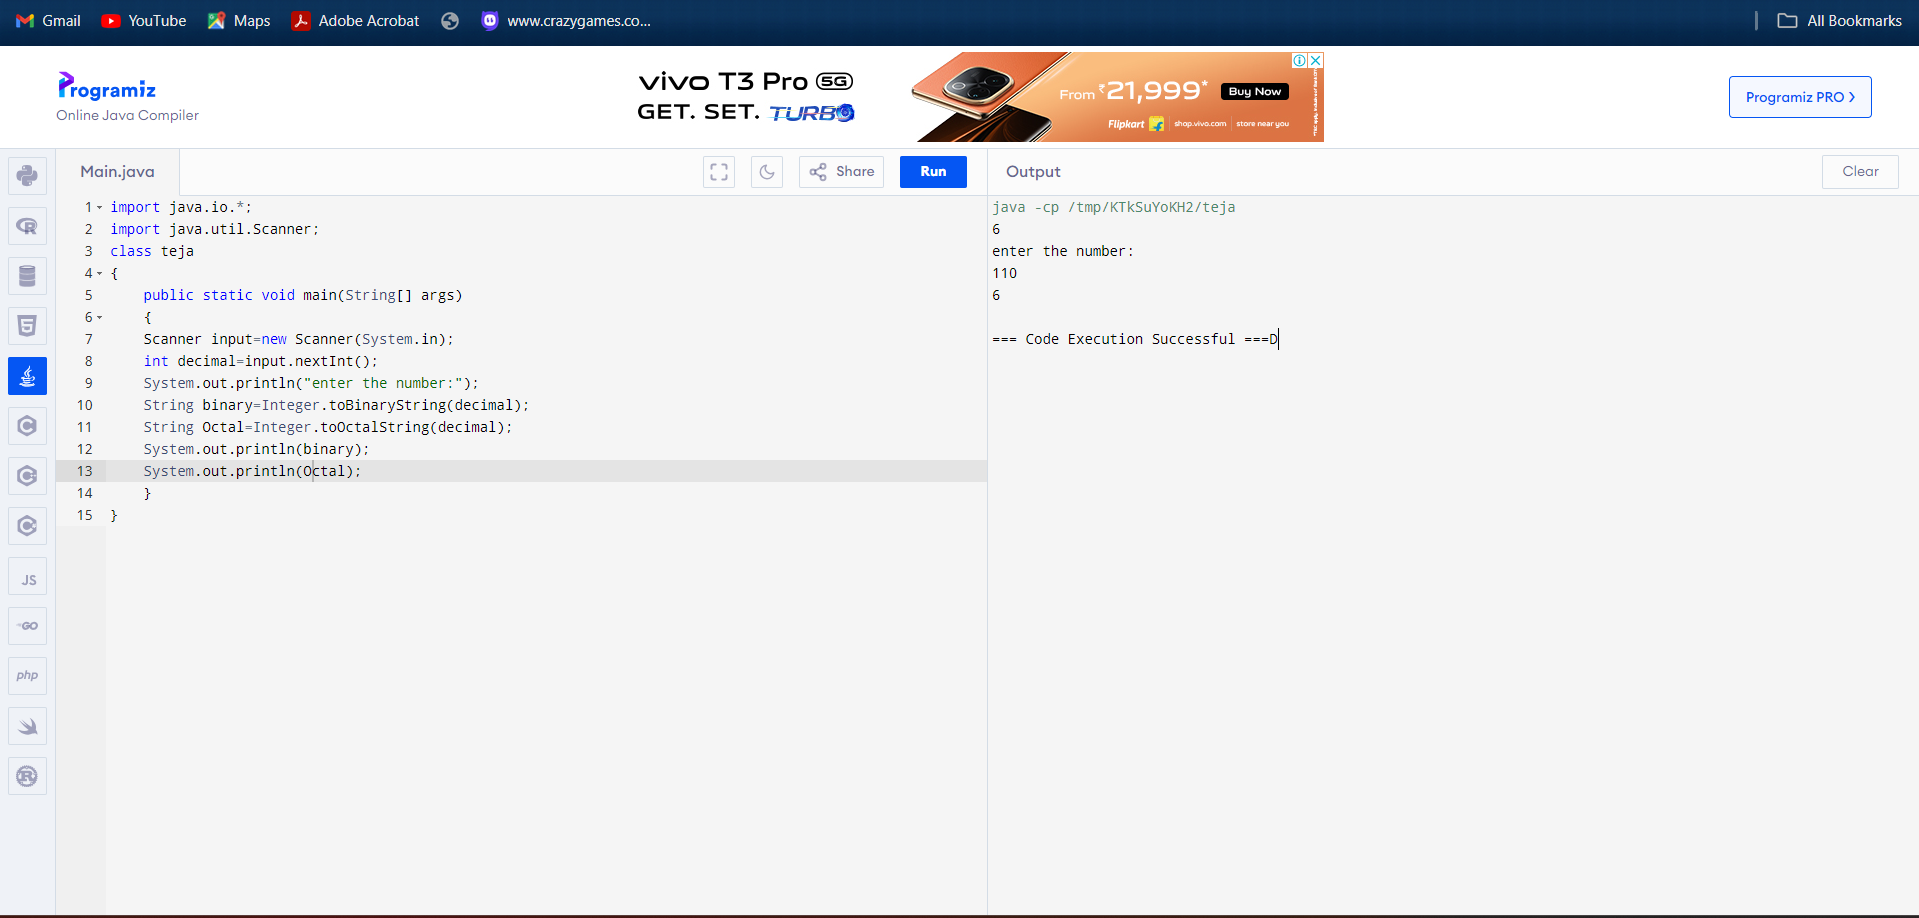 Gmail YouTube Maps Adobe Acrobat www.crazygames.co... All Bookmarks
Programiz
Online Java Compiler
vivo T3 Pro 5G
GET. SET. TURBO
From ₹21,999* Buy Now
Flipkart shop.vivo.com store near you
Programiz PRO >
Main.java Share Run Output Clear
1 import java.io.*;
2 import java.util.Scanner;
3 class teja
4 {
5     public static void main(String[] args)
6     {
7     Scanner input=new Scanner(System.in);
8     int decimal=input.nextInt();
9     System.out.println("enter the number:");
10     String binary=Integer.toBinaryString(decimal);
11     String Octal=Integer.toOctalString(decimal);
12     System.out.println(binary);
13     System.out.println(Octal);
14     }
15 }
java -cp /tmp/KTkSuYoKH2/teja
6
enter the number:
110
6
=== Code Execution Successful ===D
R
5
C
C
C
JS
GO
php
R